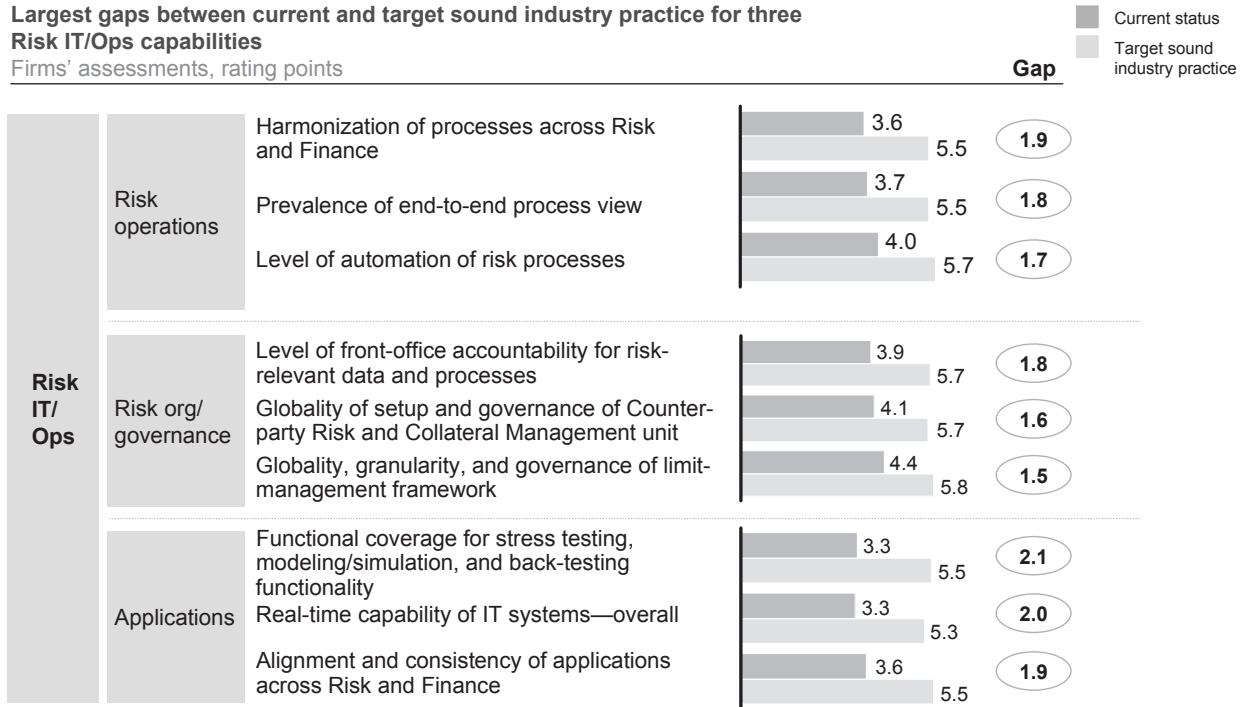 Largest gaps between current and target sound industry practice for three
Risk IT/Ops capabilities
Firms' assessments, rating points
Gap
Current status
Target sound
industry practice
Risk
IT/
Ops
Risk
operations
Harmonization of processes across Risk
and Finance
3.6
5.5
1.9
Prevalence of end-to-end process view
3.7
5.5
1.8
Level of automation of risk processes
4.0
5.7
1.7
Risk org/
governance
Level of front-office accountability for risk-
relevant data and processes
3.9
5.7
1.8
Globality of setup and governance of Counter-
party Risk and Collateral Management unit
4.1
5.7
1.6
Globality, granularity, and governance of limit-
management framework
4.4
5.8
1.5
Applications
Functional coverage for stress testing,
modeling/simulation, and back-testing
functionality
3.3
5.5
2.1
Real-time capability of IT systems—overall
3.3
5.3
2.0
Alignment and consistency of applications
across Risk and Finance
3.6
5.5
1.9